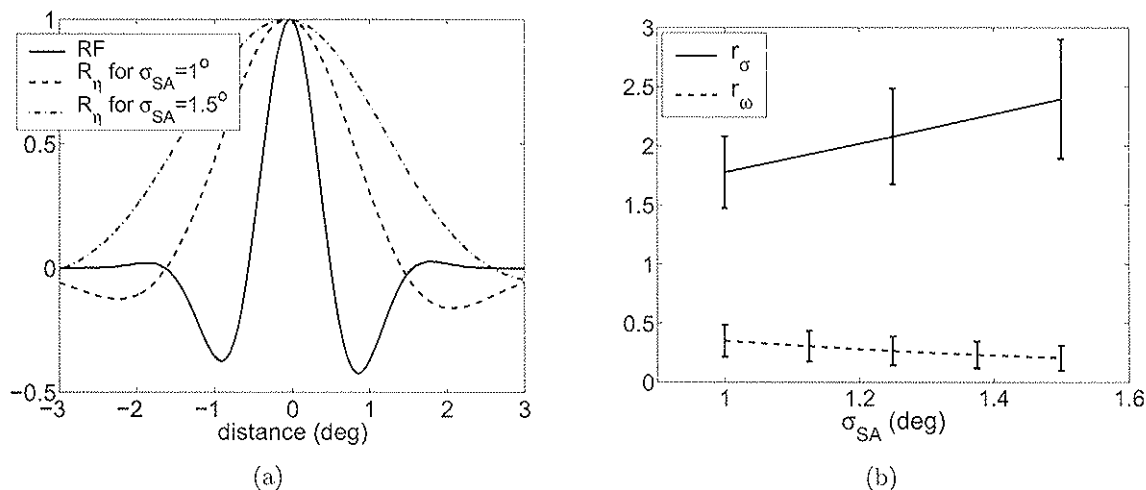 1
RF
R_η for σ_SA=1°
R_η for σ_SA=1.5°
0.5
0
−0.5
−3 −2 −1 0 1 2 3
distance (deg)
(a)
3
r_σ
r_ω
2.5
2
1.5
1
0.5
0
1 1.2 1.4 1.6
σ_SA (deg)
(b)